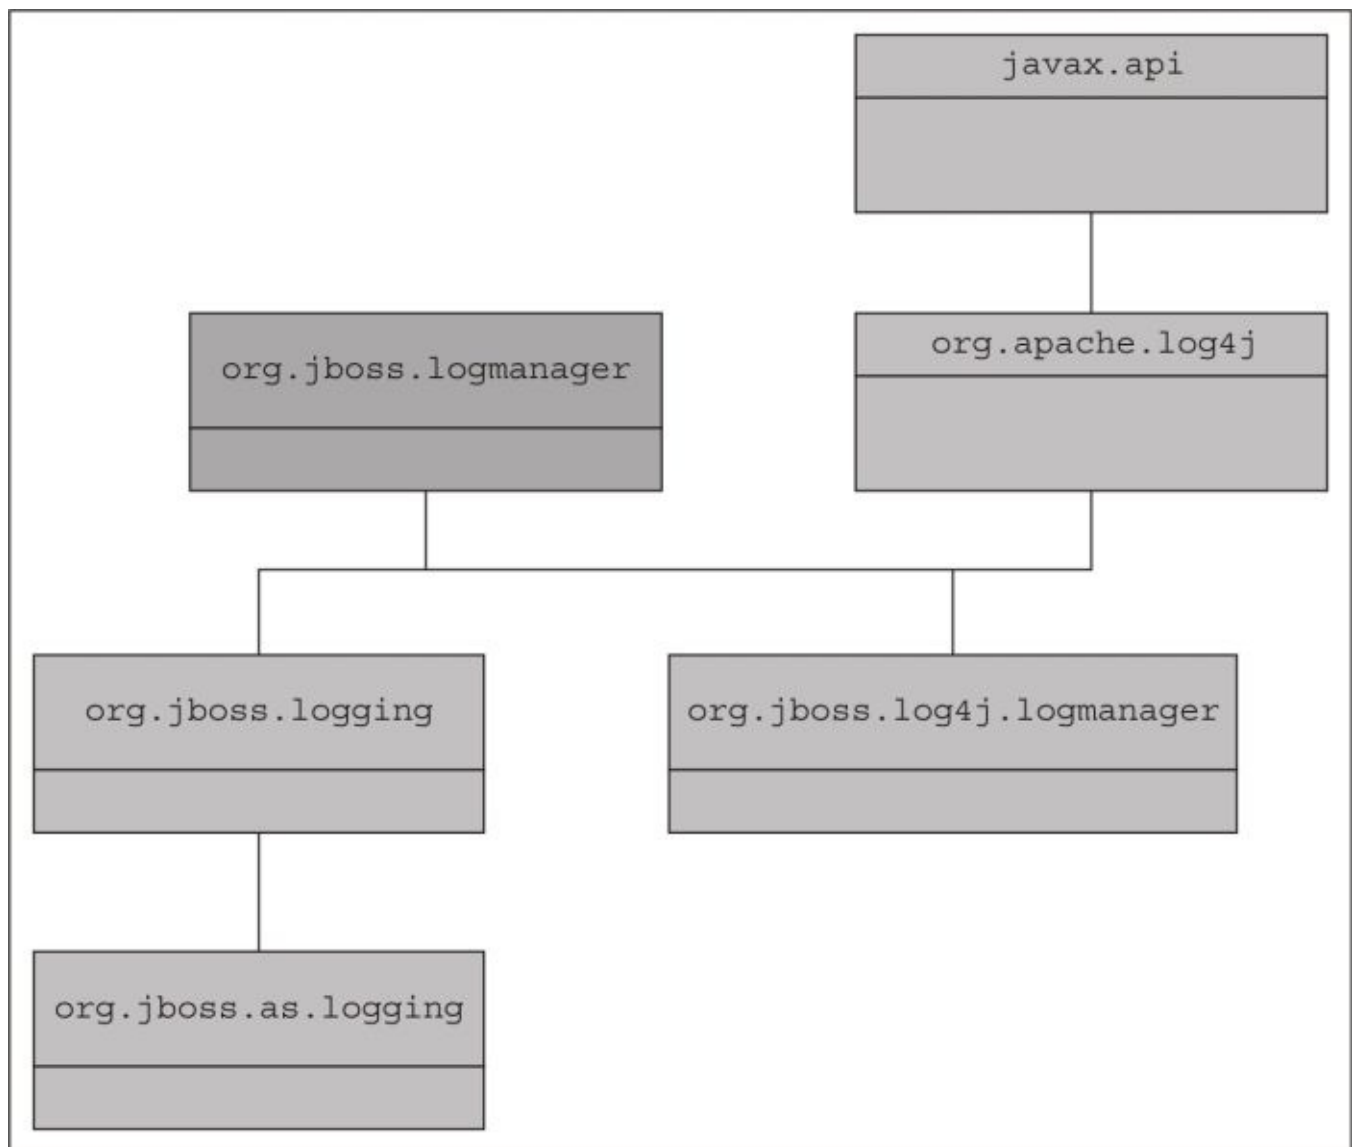 javax.api
org.jboss.logmanager
org.apache.log4j
org.jboss.logging
org.jboss.log4j.logmanager
org.jboss.as.logging